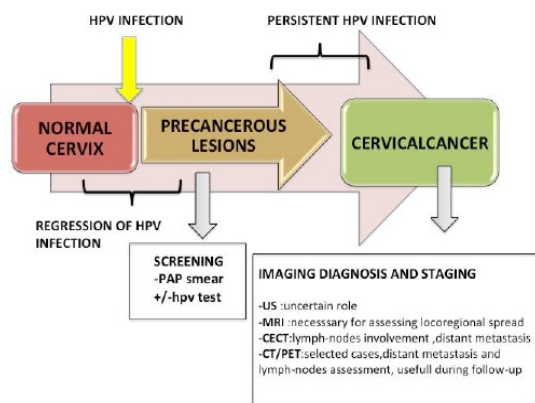 HPV INFECTION
PERSISTENT HPV INFECTION
NORMAL
CERVIX
PRECANCEROUS
LESIONS
CERVICALCANCER
REGRESSION OF HPV
INFECTION
SCREENING
-PAP smear
+/-hpv test
IMAGING DIAGNOSIS AND STAGING
-US :uncertain role
-MRI :necesssary for assessing locoregional spread
-CECT:lymph-nodes involvement ,distant metastasis
-CT/PET:selected cases,distant metastasis and
lymph-nodes assessment, usefull during follow-up